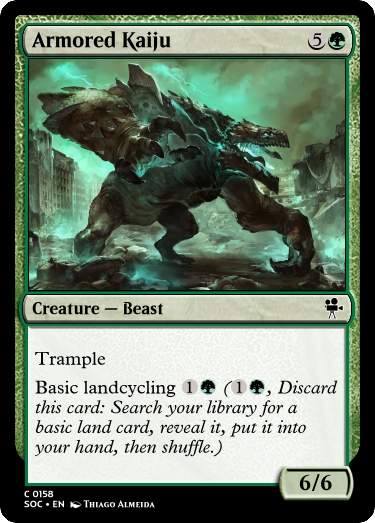 Armored Kaiju 5
Trample
Creature — Beast
Basic landcycling 1 (1, Discard
this card: Search your library for a
basic land card, reveal it, put it into
your hand, then shuffle.)
6/6
C 0158
SOC • EN Thiago Almeida